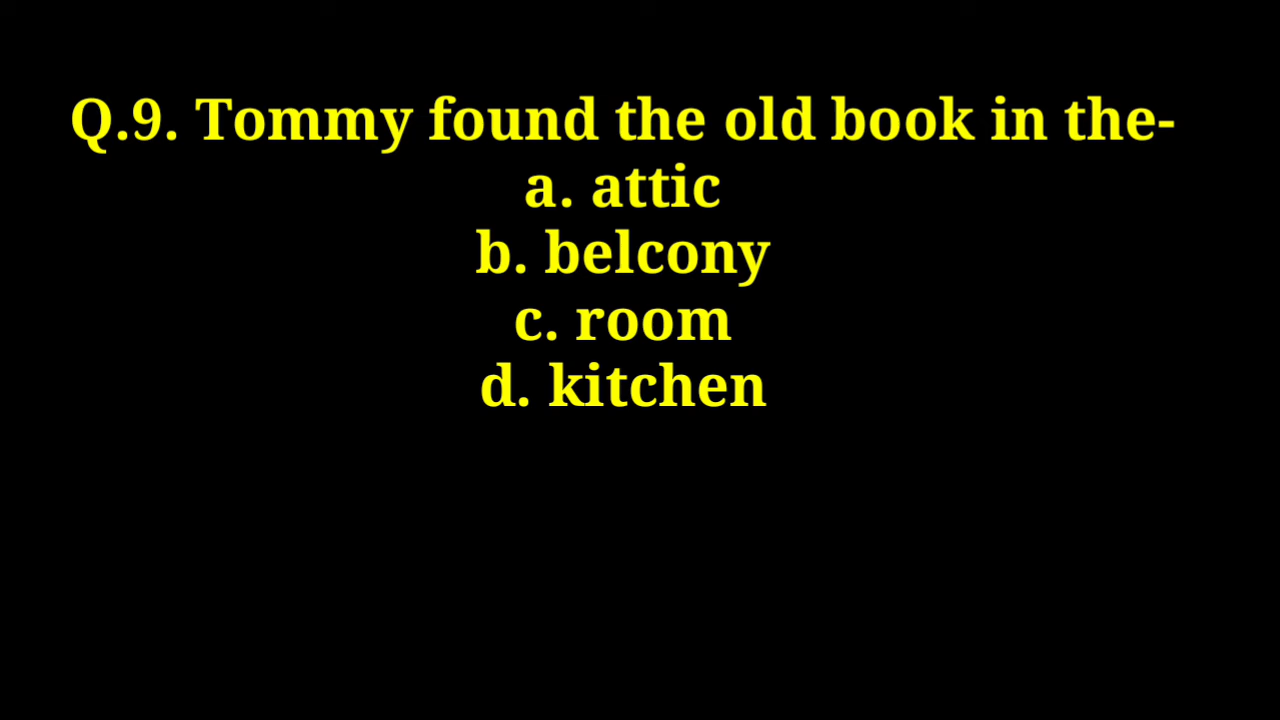 Q.9. Tommy found the old book in the-
a. attic
b. belcony
c. room
d. kitchen